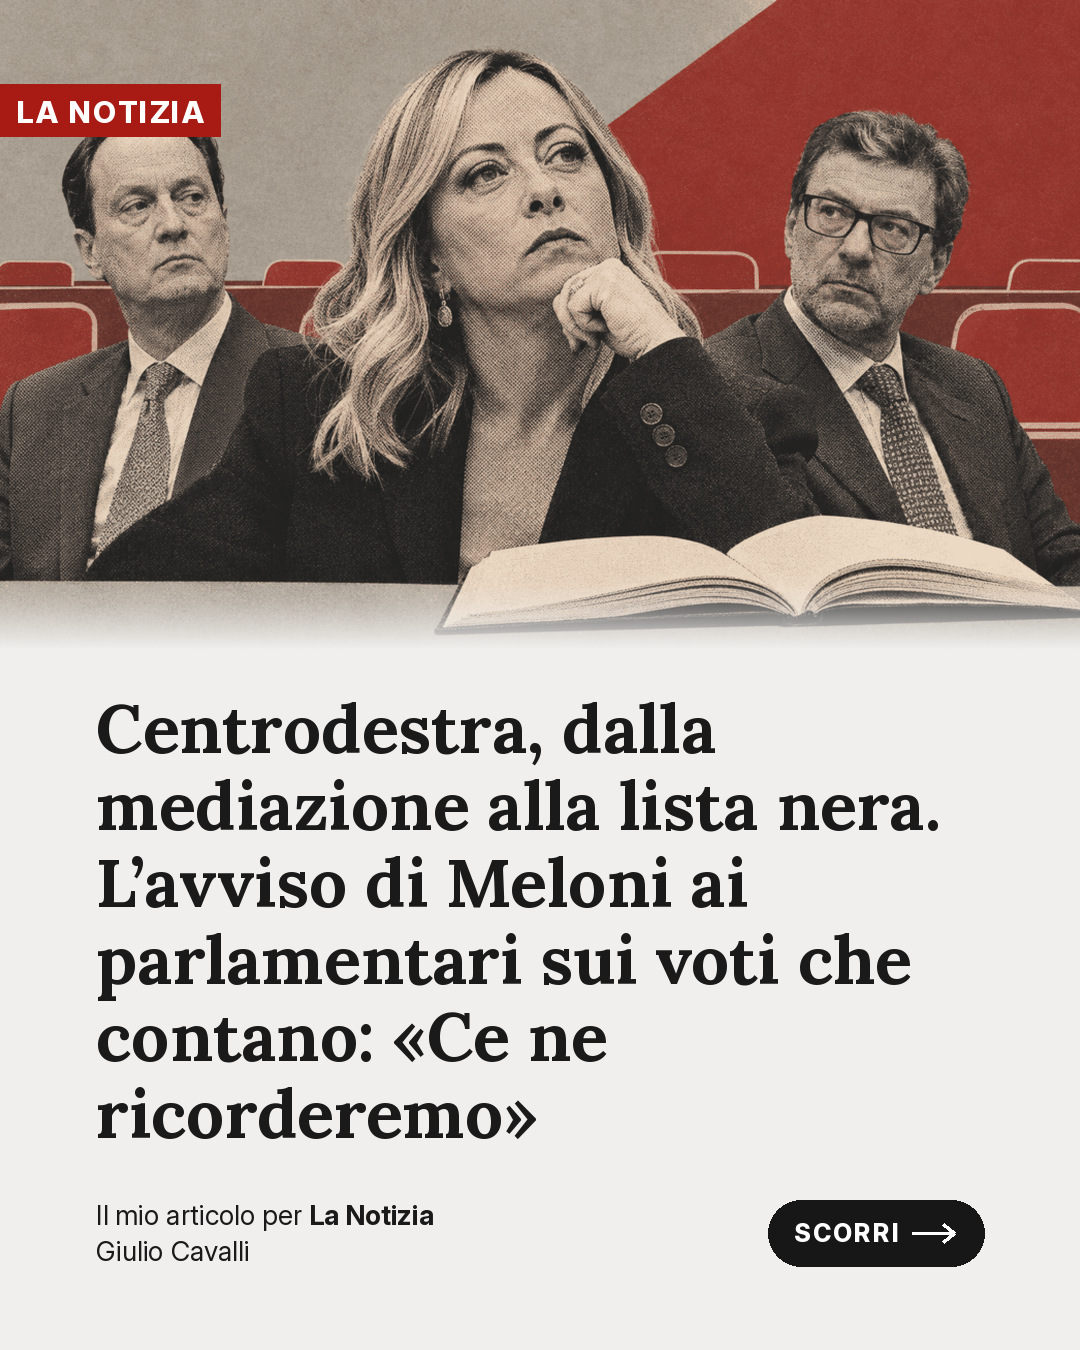 LA NOTIZIA
Centrodestra, dalla
mediazione alla lista nera.
L’avviso di Meloni ai
parlamentari sui voti che
contano: «Ce ne
ricorderemo»
Il mio articolo per La Notizia
Giulio Cavalli
SCORRI